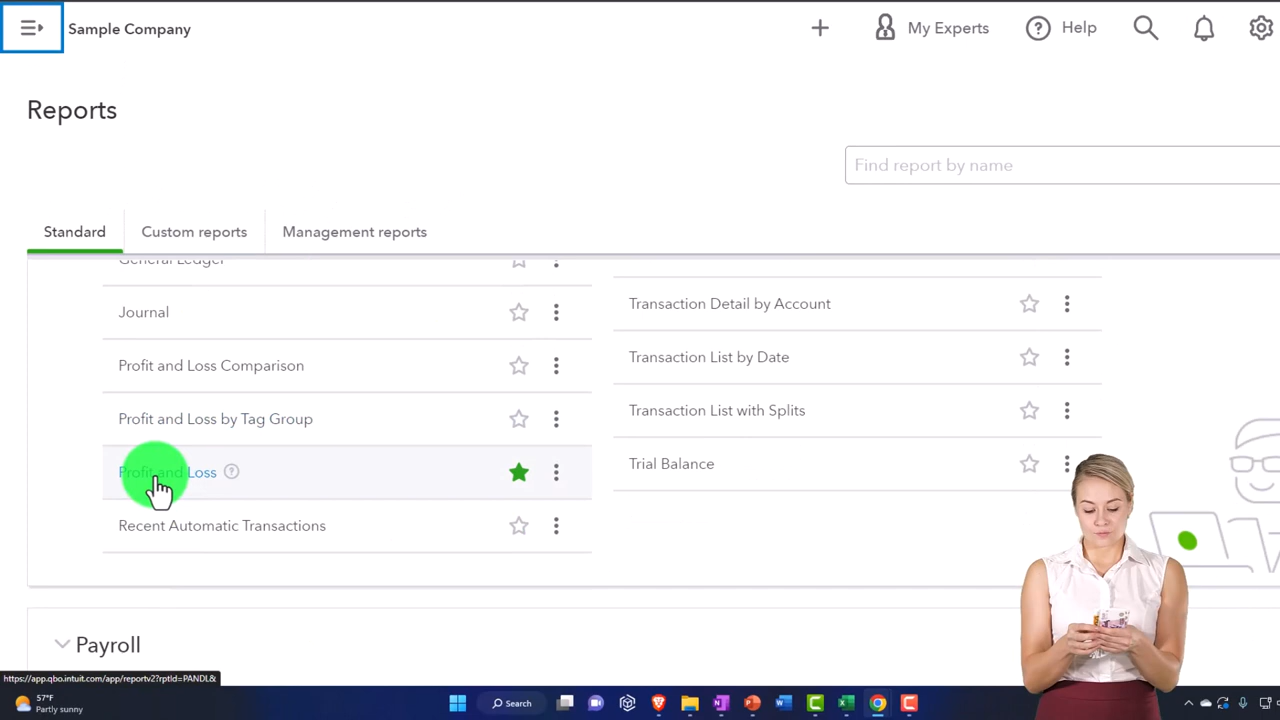 Sample Company
My Experts
Help
Reports
Find report by name
Standard
Custom reports
Management reports
General Ledger
Journal
Transaction Detail by Account
Profit and Loss Comparison
Transaction List by Date
Profit and Loss by Tag Group
Transaction List with Splits
Profit and Loss
Trial Balance
Recent Automatic Transactions
Payroll
https://app.qbo.intuit.com/app/reportv2?rptId=PANDL&
57°F
Partly sunny
Search